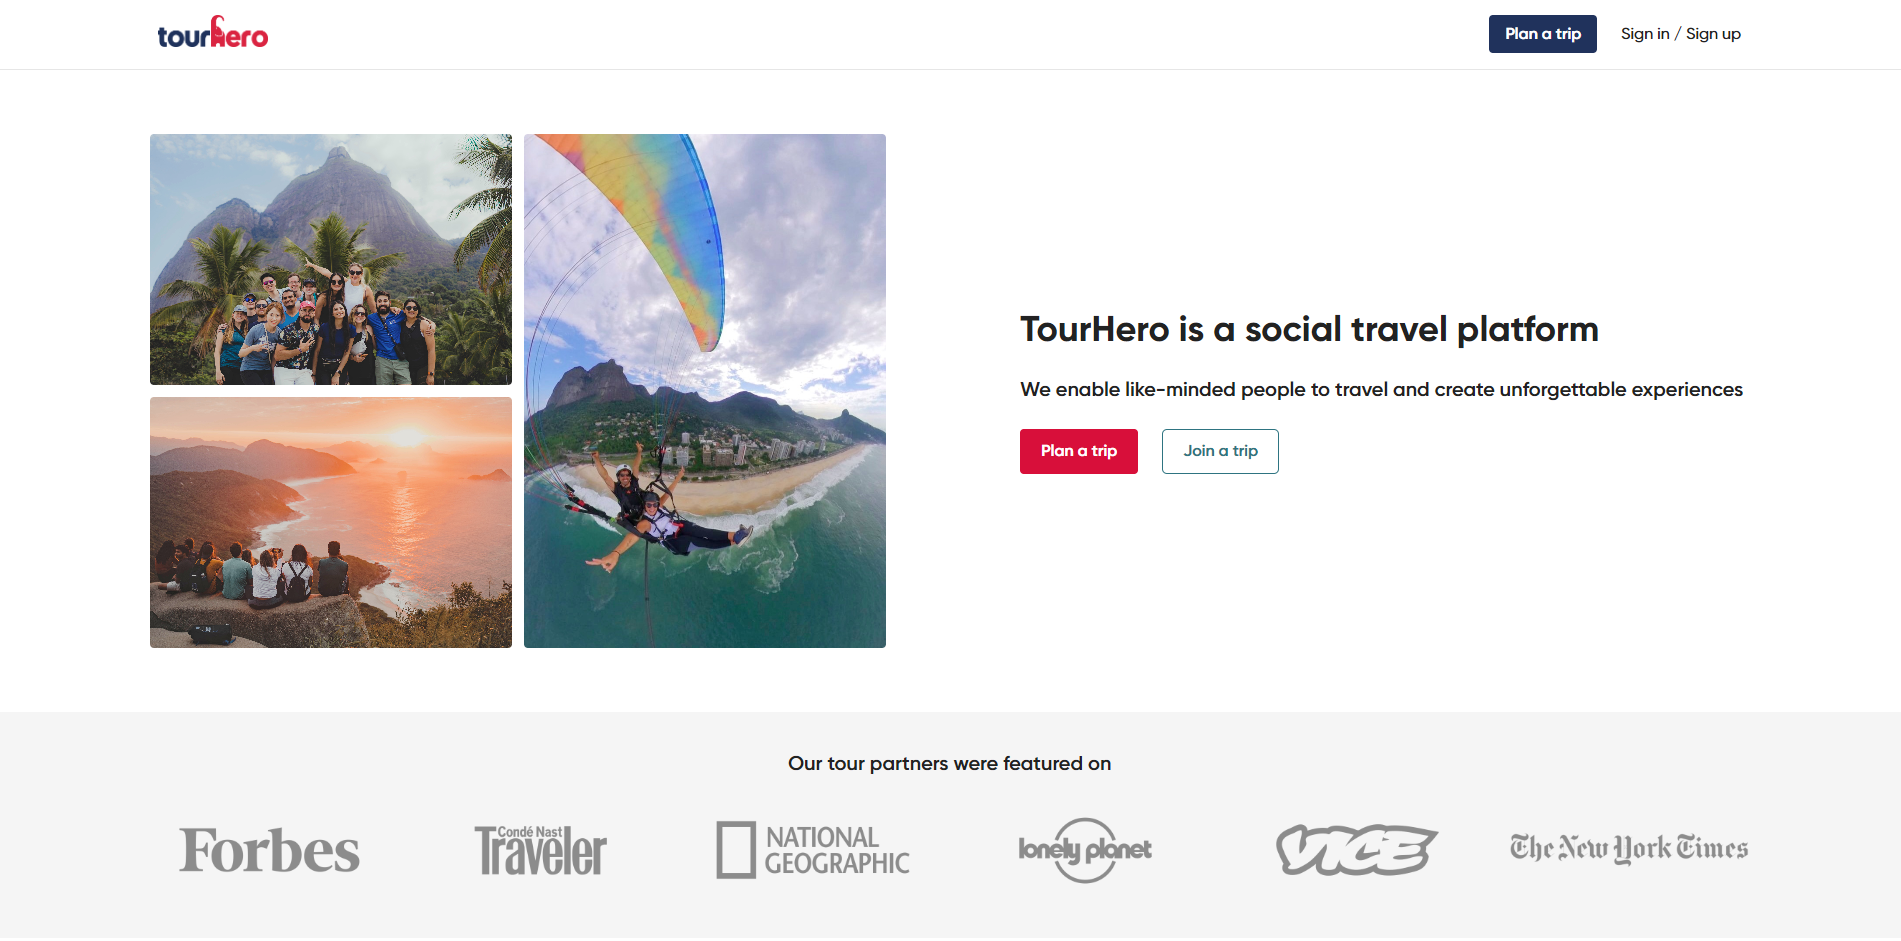 tourhero
Plan a trip
Sign in / Sign up
TourHero is a social travel platform
We enable like-minded people to travel and create unforgettable experiences
Plan a trip
Join a trip
Our tour partners were featured on
Forbes
Condé Nast
Traveler
NATIONAL
GEOGRAPHIC
lonely planet
VICE
The New York Times